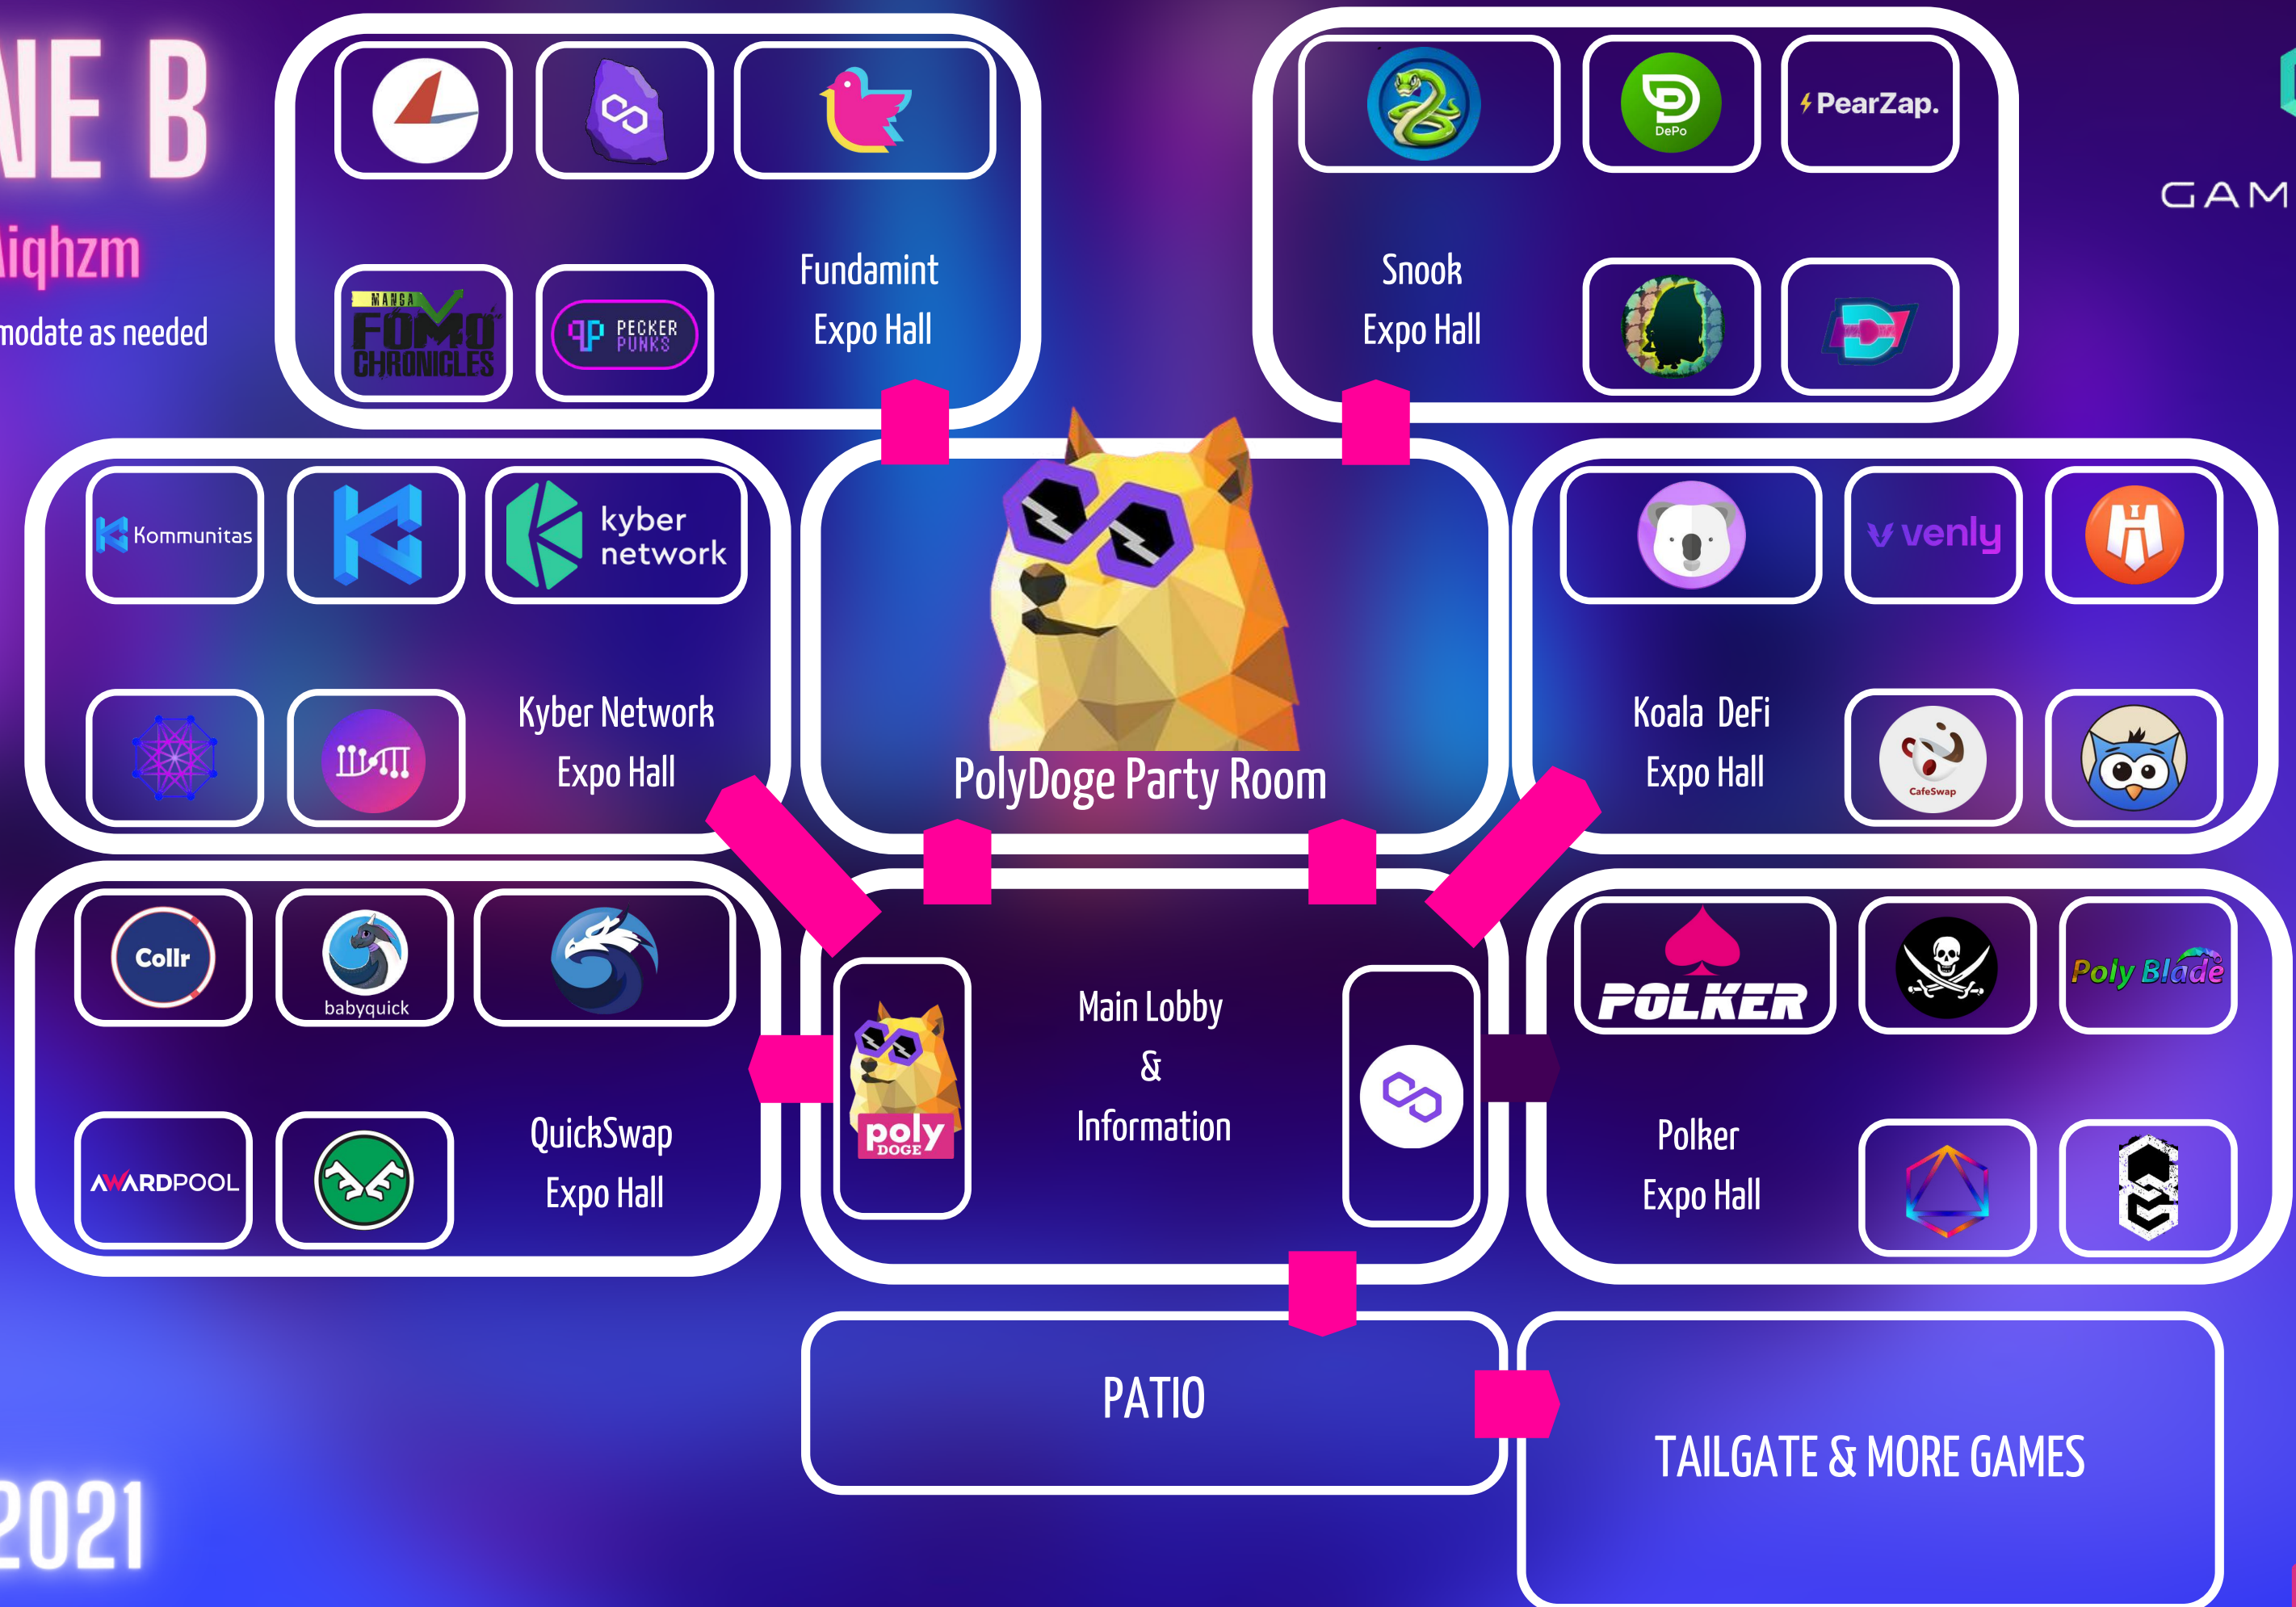 NE B
Aiqhzm
modate as needed
MANGA
FOMO
CHRONICLES
PECKER
PUNKS
Fundamint
Expo Hall
DePo
PearZap.
Snook
Expo Hall
GAM
Kommunitas
kyber
network
Kyber Network
Expo Hall
PolyDoge Party Room
venly
Koala DeFi
Expo Hall
CafeSwap
Collr
babyquick
AWARDPOOL
QuickSwap
Expo Hall
poly
DOGE
Main Lobby
&
Information
POLKER
Poly Blade
Polker
Expo Hall
PATIO
TAILGATE & MORE GAMES
2021